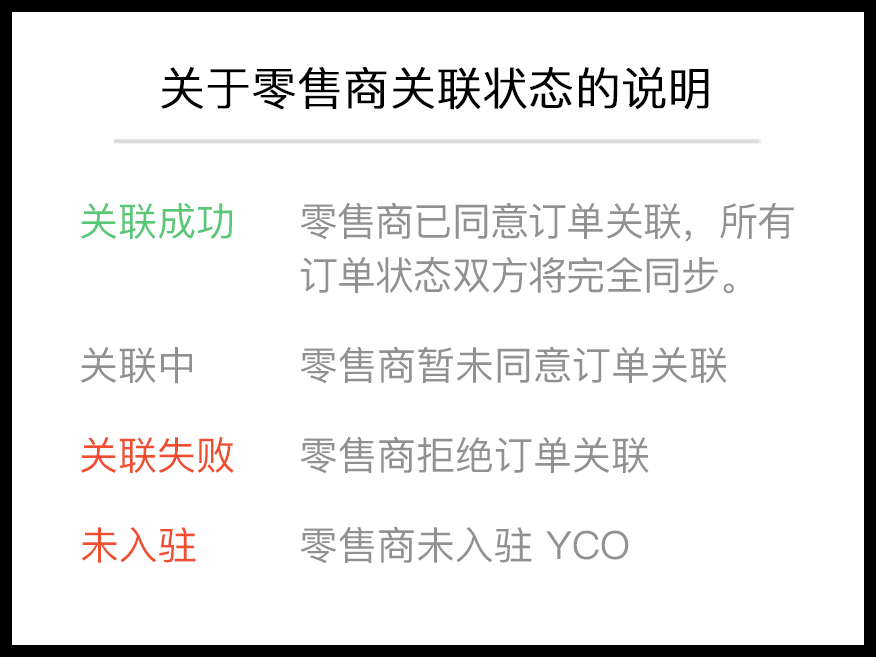 关于零售商关联状态的说明
关联成功 零售商已同意订单关联，所有
订单状态双方将完全同步。
关联中 零售商暂未同意订单关联
关联失败 零售商拒绝订单关联
未入驻 零售商未入驻 YCO